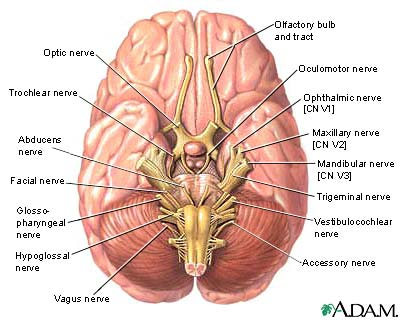 Optic nerve
Trochlear nerve
Abducens
nerve
Facial nerve
Glosso-
pharyngeal
nerve
Hypoglossal
nerve
Vagus nerve
Olfactory bulb
and tract
Oculomotor nerve
Ophthalmic nerve
[CN V1]
Maxillary nerve
[CN V2]
Mandibular nerve
[CN V3]
Trigeminal nerve
Vestibulocochlear
nerve
Accessory nerve
ADAM.